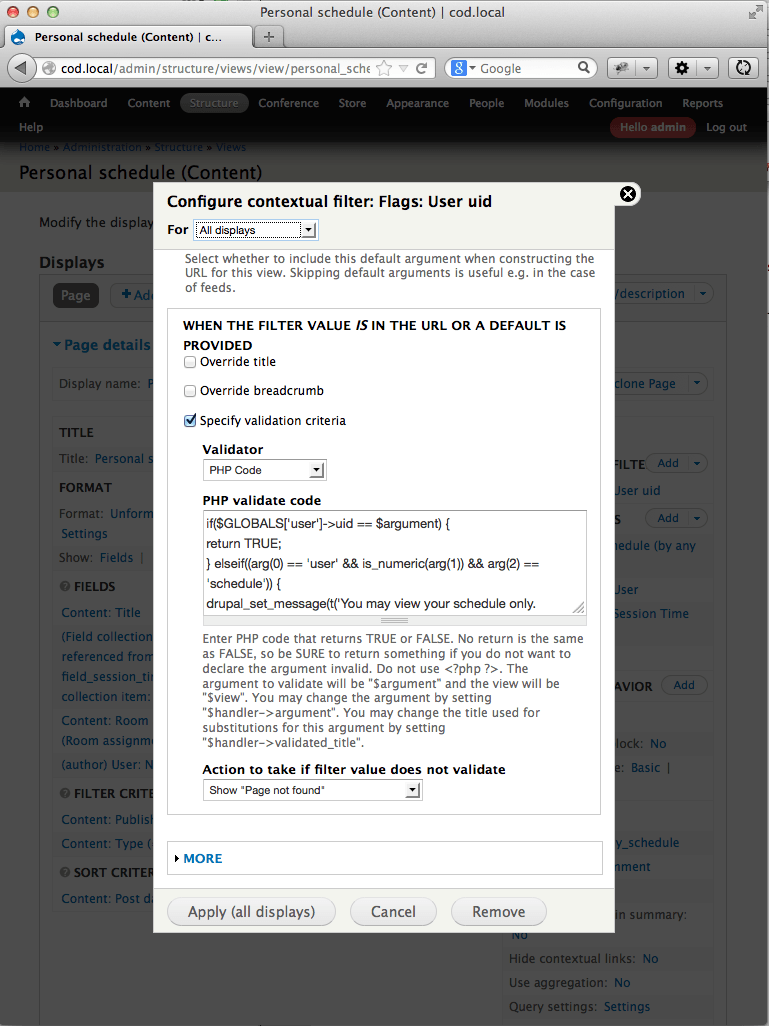 Personal schedule (Content) | cod.local
Personal schedule (Content) | c...
cod.local/admin/structure/views/view/personal_sche
Google
Dashboard Content Structure Conference Store Appearance People Modules Configuration Reports
Help Hello admin Log out
Home » Administration » Structure » Views
Personal schedule (Content)
Modify the display
Displays
Page
Add
/description
Page details
Display name: P
clone Page
TITLE
Title: Personal s
FORMAT
Format: Unform
Settings
Show: Fields |
FIELDS
Content: Title
(Field collection
referenced from
field_session_tim
collection item:
Content: Room
(Room assignm
(author) User: N
FILTER CRITE
Content: Publish
Content: Type (
SORT CRITER
Content: Post da
Configure contextual filter: Flags: User uid
For All displays
Select whether to include this default argument when constructing the
URL for this view. Skipping default arguments is useful e.g. in the case
of feeds.
WHEN THE FILTER VALUE IS IN THE URL OR A DEFAULT IS
PROVIDED
Override title
Override breadcrumb
Specify validation criteria
Validator
PHP Code
PHP validate code
if($GLOBALS['user']->uid == $argument) {
return TRUE;
} elseif((arg(0) == 'user' && is_numeric(arg(1)) && arg(2) ==
'schedule')) {
drupal_set_message(t('You may view your schedule only.
Enter PHP code that returns TRUE or FALSE. No return is the same
as FALSE, so be SURE to return something if you do not want to
declare the argument invalid. Do not use <?php ?>. The
argument to validate will be "$argument" and the view will be
"$view". You may change the argument by setting
"$handler->argument". You may change the title used for
substitutions for this argument by setting
"$handler->validated_title".
Action to take if filter value does not validate
Show "Page not found"
MORE
Apply (all displays) Cancel Remove
FILTE Add
User uid
S Add
hedule (by any
User
Session Time
AVIOR Add
lock: No
e: Basic |
y_schedule
mment
in summary:
No
Hide contextual links: No
Use aggregation: No
Query settings: Settings